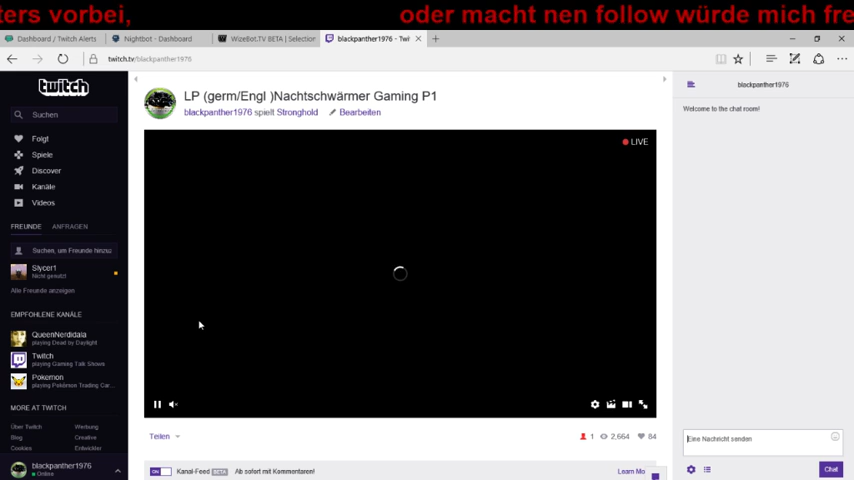 ters vorbei,
oder macht nen follow würde mich fre
Dashboard / Twitch Alerts
Nightbot - Dashboard
WizeBot.TV BETA | Selection
blackpanther1976 - Twi
twitch.tv/blackpanther1976
twitch
Suchen
Folgt
Spiele
Discover
Kanäle
Videos
FREUNDE
ANFRAGEN
Suchen, um Freunde hinzu
Slycer1
Nicht genutzt
Alle Freunde anzeigen
EMPFOHLENE KANÄLE
QueenNerdidala
playing Dead by Daylight
Twitch
playing Gaming Talk Shows
Pokemon
playing Pokémon Trading Car...
MORE AT TWITCH
Über Twitch
Werbung
Blog
Creative
Cookies
Entwickler
blackpanther1976
Online
LP (germ/Engl )Nachtschwärmer Gaming P1
blackpanther1976 spielt Stronghold
Bearbeiten
LIVE
Teilen
1
2,664
84
ON
Kanal-Feed BETA
Ab sofort mit Kommentaren!
Learn Mo
blackpanther1976
Welcome to the chat room!
Eine Nachricht senden
Chat